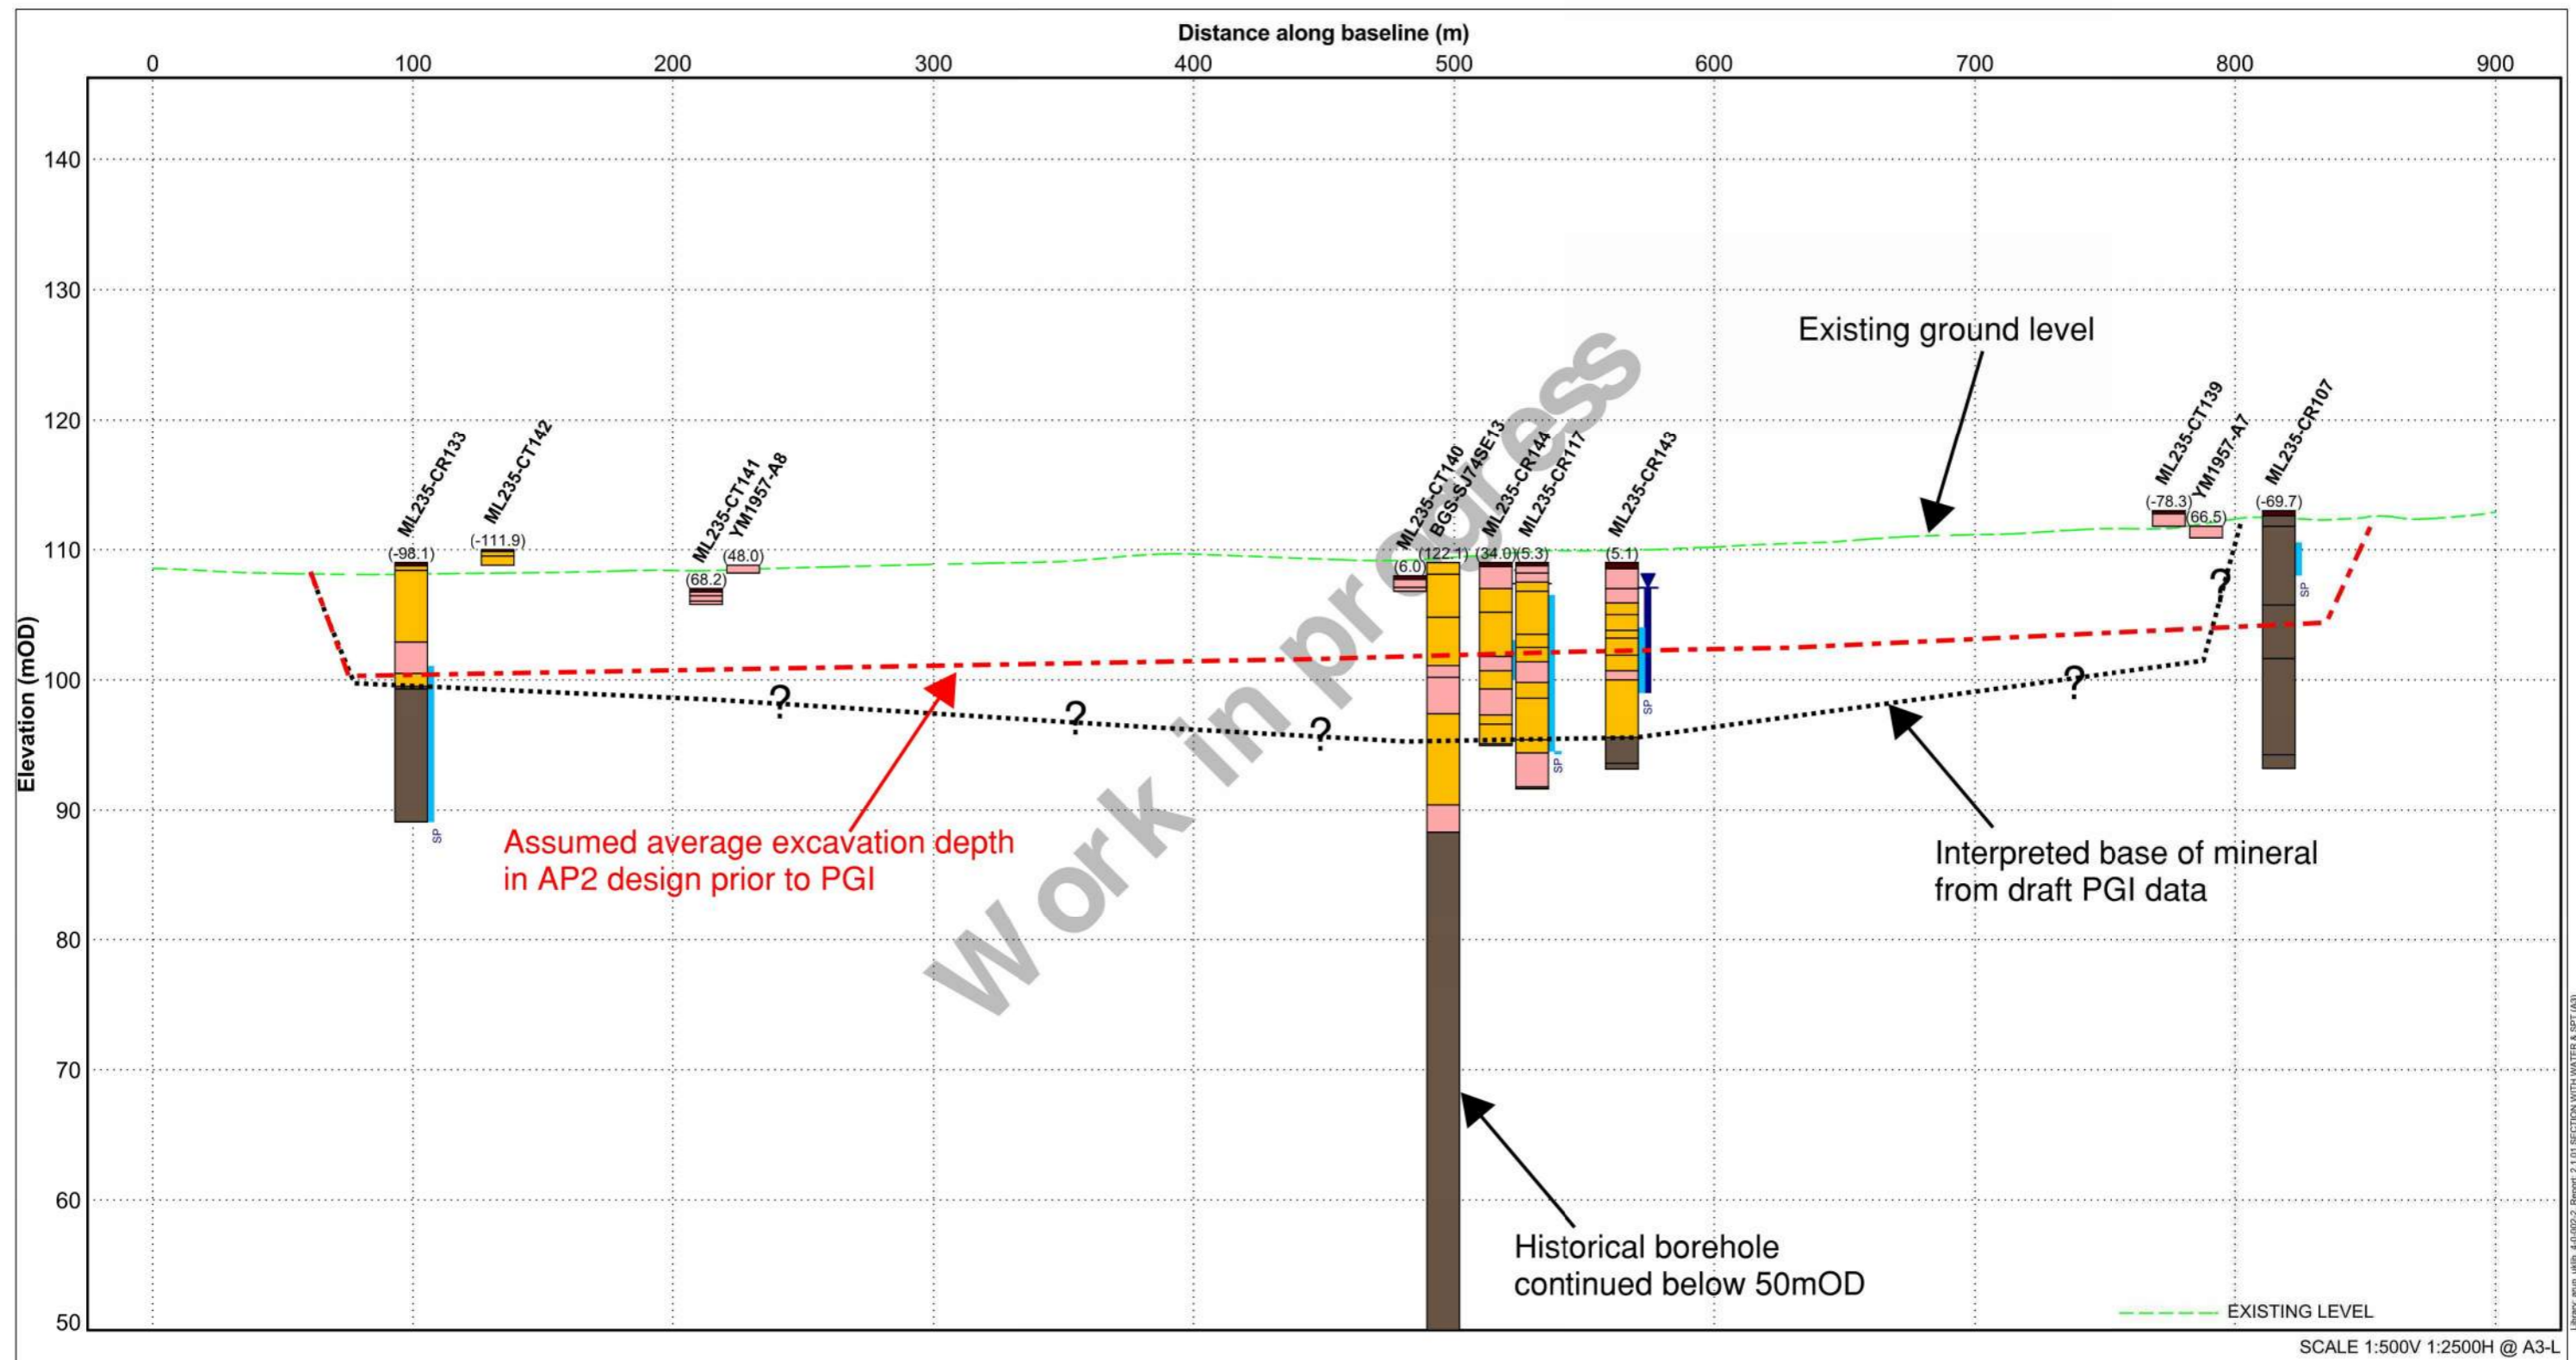 Distance along baseline (m)
0 100 200 300 400 500 600 700 800 900
Elevation (mOD)
140
130
120
110
100
90
80
70
60
50
ML235-CR133
(-98.1)
ML235-CT142
(-111.9)
ML235-CT141
(68.2)
YM1957-A8
(48.0)
ML235-CT140
(6.0)
BGS-SJ74SE13
(122.1)
ML235-CR144
(34.0)
ML235-CR117
(5.3)
ML235-CR143
(5.1)
ML235-CT139
(-78.3)
YM1957-A7
(66.5)
ML235-CR107
(-69.7)
Existing ground level
?
?
?
?
?
SP
SP
SP
SP
Work in progress
Assumed average excavation depth
in AP2 design prior to PGI
Interpreted base of mineral
from draft PGI data
Historical borehole
continued below 50mOD
EXISTING LEVEL
SCALE 1:500V 1:2500H @ A3-L